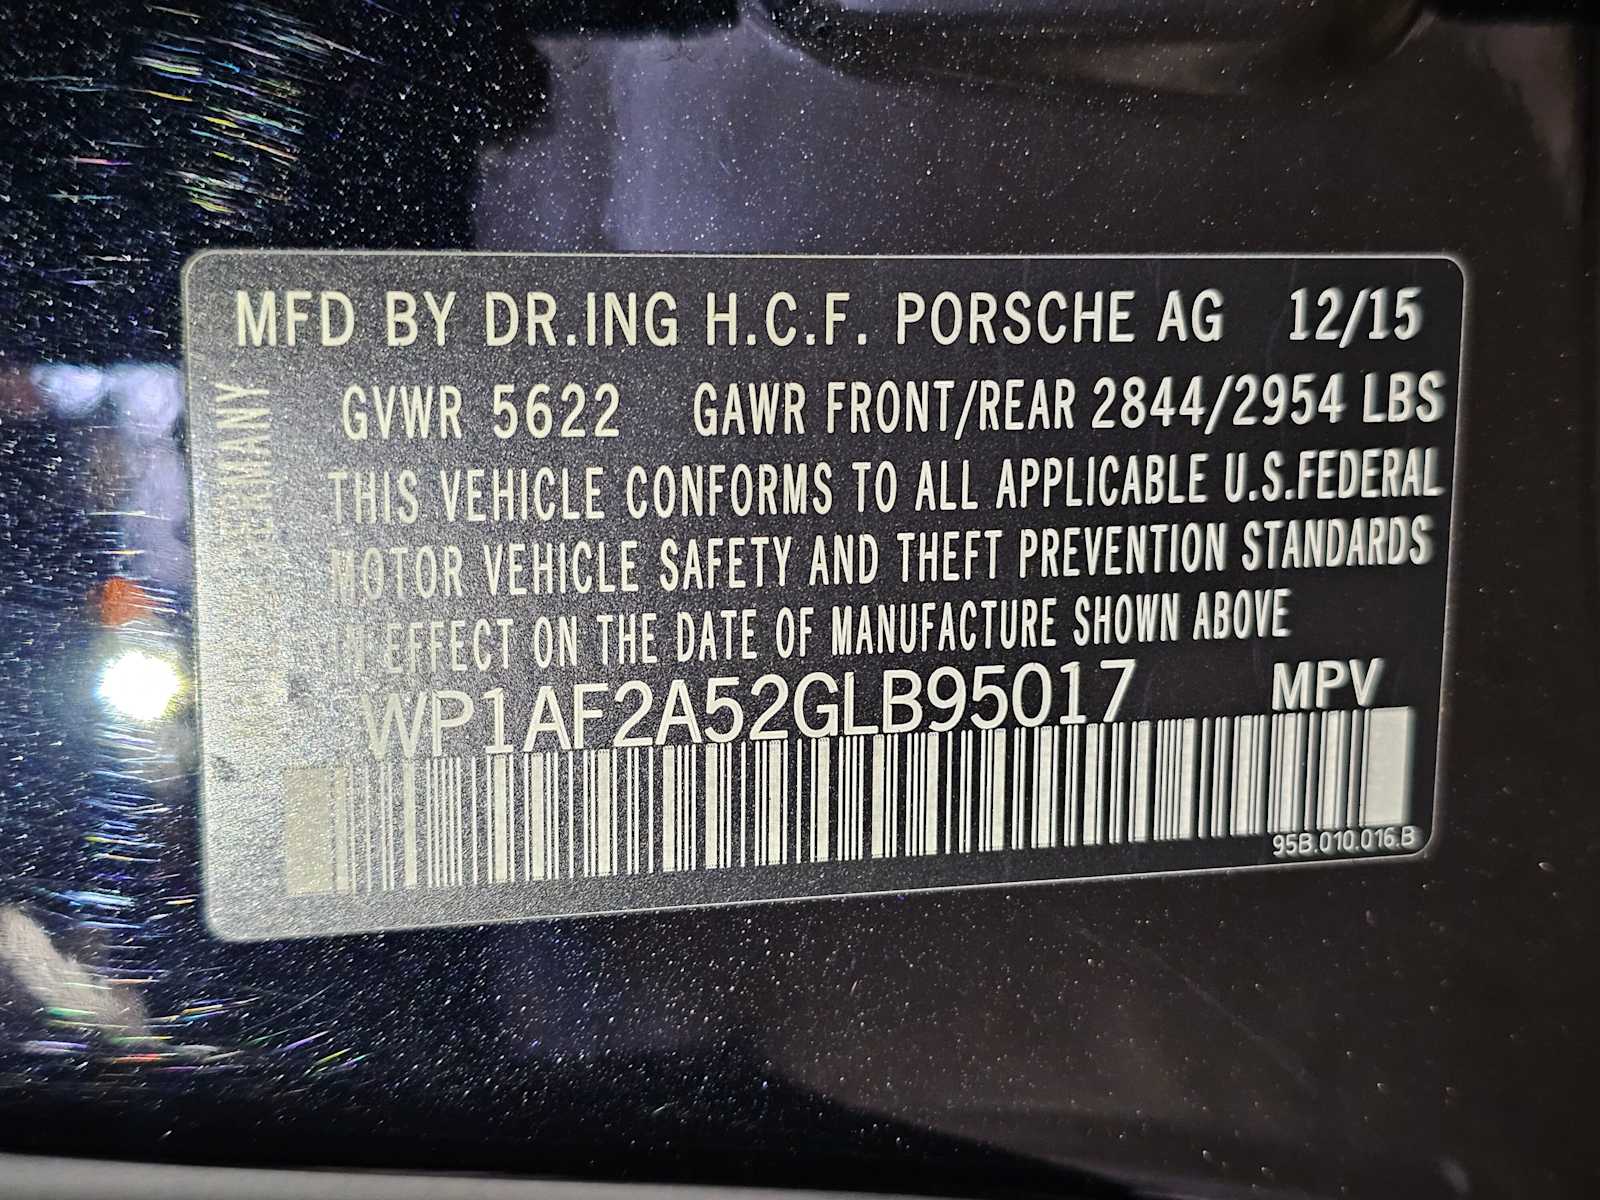 MFD BY DR.ING H.C.F. PORSCHE AG 12/15
GVWR 5622 GAWR FRONT/REAR 2844/2954 LBS
THIS VEHICLE CONFORMS TO ALL APPLICABLE U.S.FEDERAL
MOTOR VEHICLE SAFETY AND THEFT PREVENTION STANDARDS
IN EFFECT ON THE DATE OF MANUFACTURE SHOWN ABOVE
WP1AF2A52GLB95017 MPV
95B.010.016.B
GERMANY